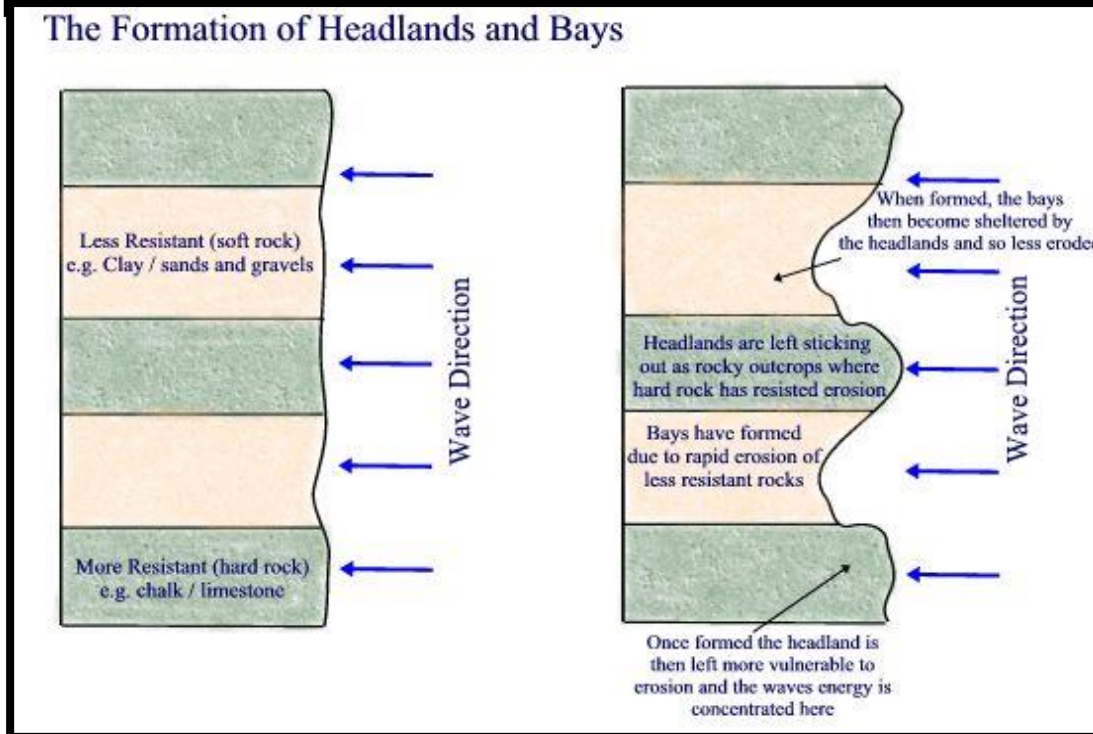 The Formation of Headlands and Bays
Less Resistant (soft rock)
e.g. Clay / sands and gravels
More Resistant (hard rock)
e.g. chalk / limestone
Wave Direction
When formed, the bays
then become sheltered by
the headlands and so less erode
Headlands are left sticking
out as rocky outcrops where
hard rock has resisted erosion
Bays have formed
due to rapid erosion of
less resistant rocks
Wave Direction
Once formed the headland is
then left more vulnerable to
erosion and the waves energy is
concentrated here